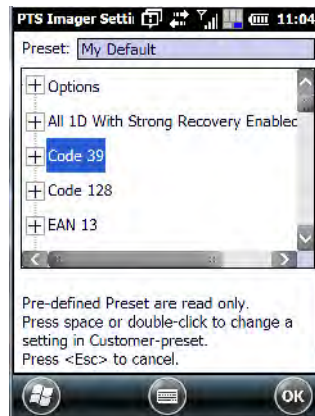 PTS Imager Setti 11:04
Preset: My Default
Options
All 1D With Strong Recovery Enablec
Code 39
Code 128
EAN 13
Pre-defined Preset are read only.
Press space or double-click to change a
setting in Customer-preset.
Press <Esc> to cancel.
OK